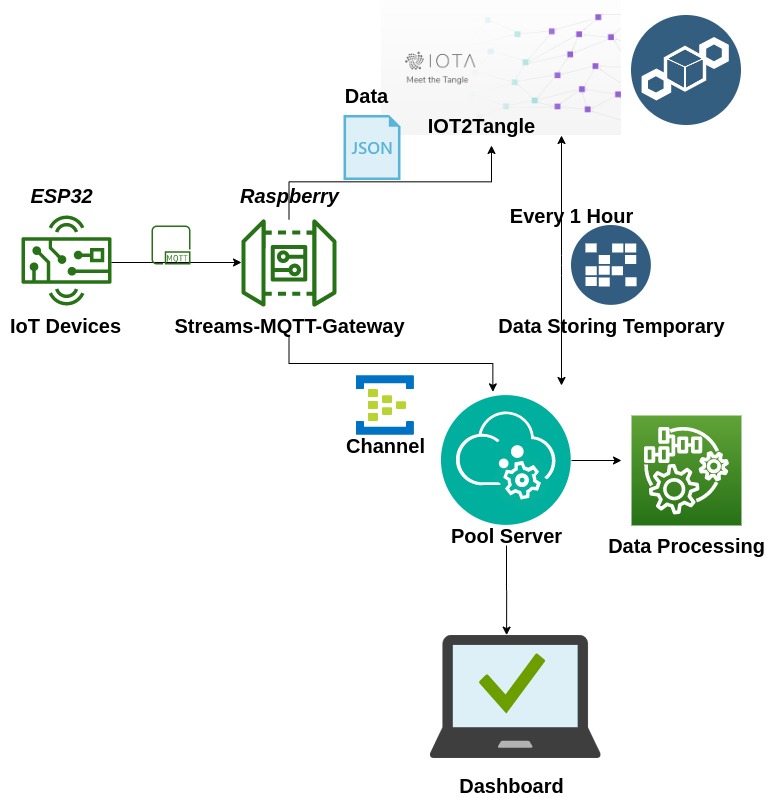 IOTA
Meet the Tangle
Data
IOT2Tangle
JSON
ESP32
Raspberry
Every 1 Hour
MQTT
IoT Devices
Streams-MQTT-Gateway
Data Storing Temporary
Channel
Pool Server
Data Processing
Dashboard